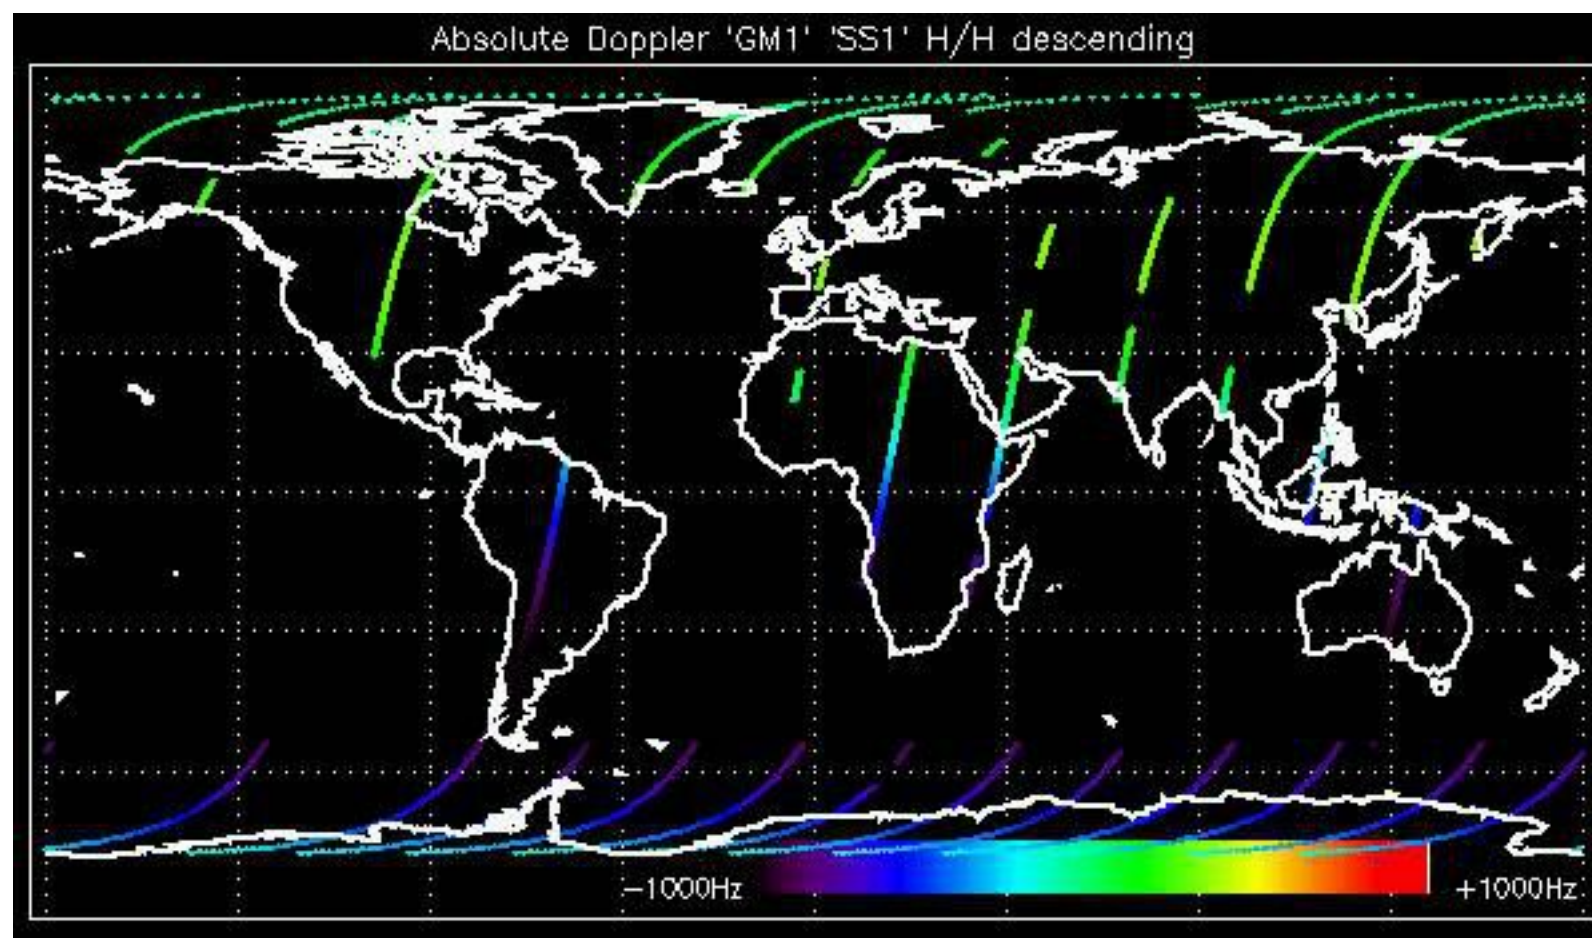 Absolute Doppler 'GM1' 'SS1' H/H descending
-1000Hz
+1000Hz